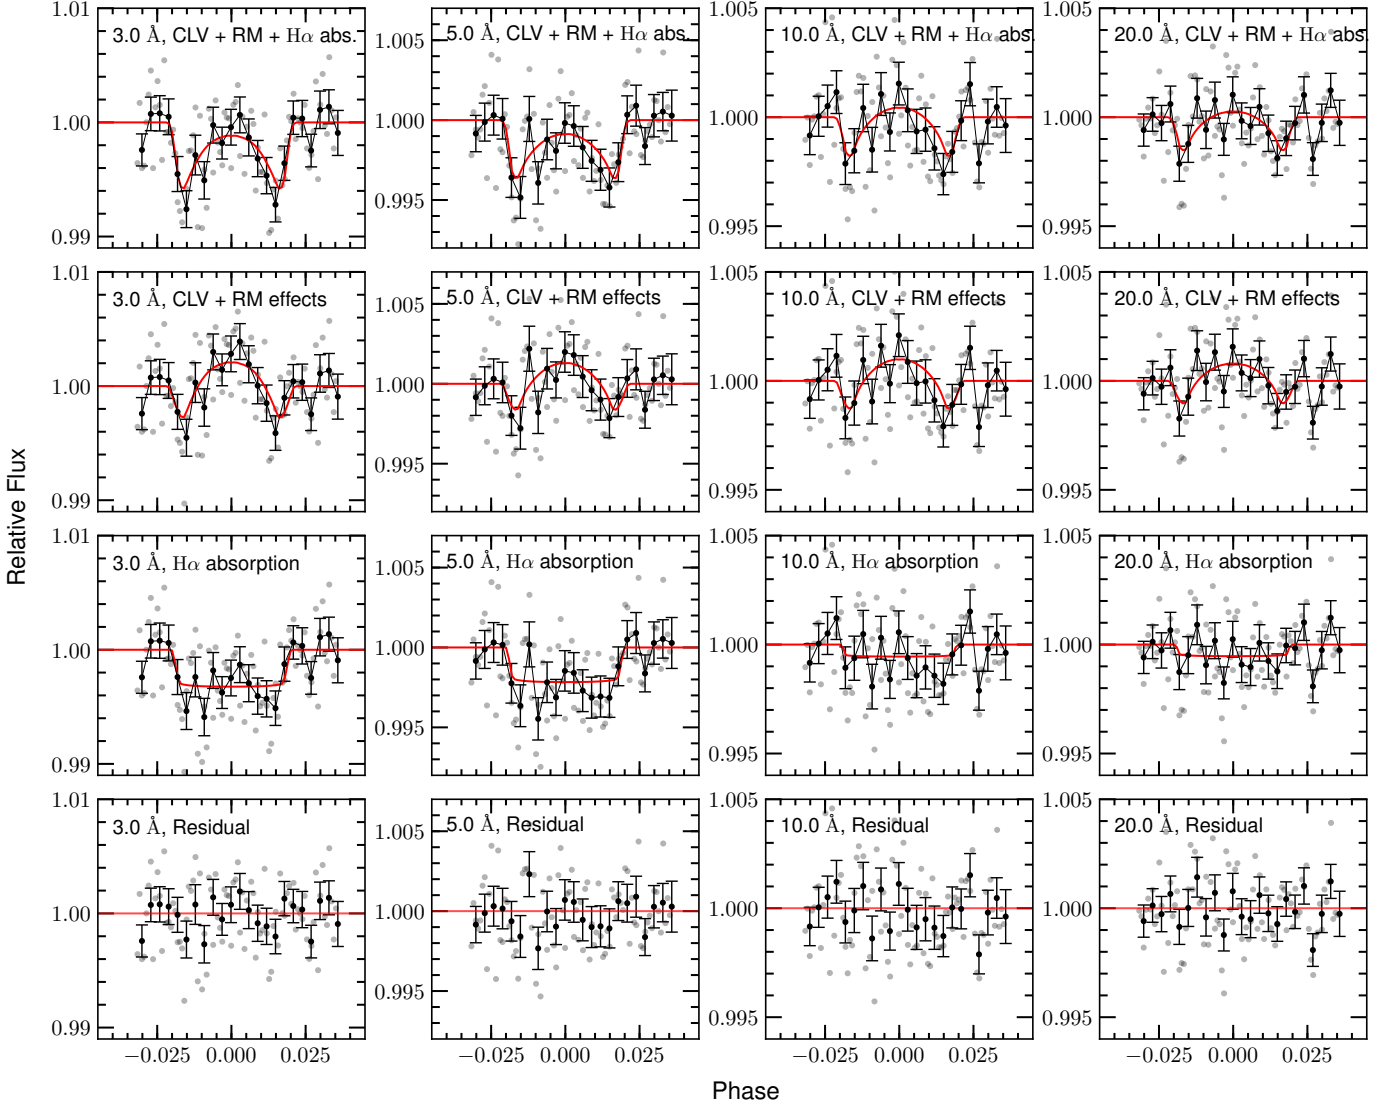 1.01
1.00
0.99
3.0 Å, CLV + RM + Hα abs.
1.005
1.000
0.995
5.0 Å, CLV + RM + Hα abs.
1.005
1.000
0.995
10.0 Å, CLV + RM + Hα abs.
1.005
1.000
0.995
20.0 Å, CLV + RM + Hα abs.
1.01
1.00
0.99
3.0 Å, CLV + RM effects
1.005
1.000
0.995
5.0 Å, CLV + RM effects
1.005
1.000
0.995
10.0 Å, CLV + RM effects
1.005
1.000
0.995
20.0 Å, CLV + RM effects
Relative Flux
1.01
1.00
0.99
3.0 Å, Hα absorption
1.005
1.000
0.995
5.0 Å, Hα absorption
1.005
1.000
0.995
10.0 Å, Hα absorption
1.005
1.000
0.995
20.0 Å, Hα absorption
1.01
1.00
0.99
3.0 Å, Residual
1.005
1.000
0.995
5.0 Å, Residual
1.005
1.000
0.995
10.0 Å, Residual
1.005
1.000
0.995
20.0 Å, Residual
−0.025 0.000 0.025
−0.025 0.000 0.025
−0.025 0.000 0.025
−0.025 0.000 0.025
Phase